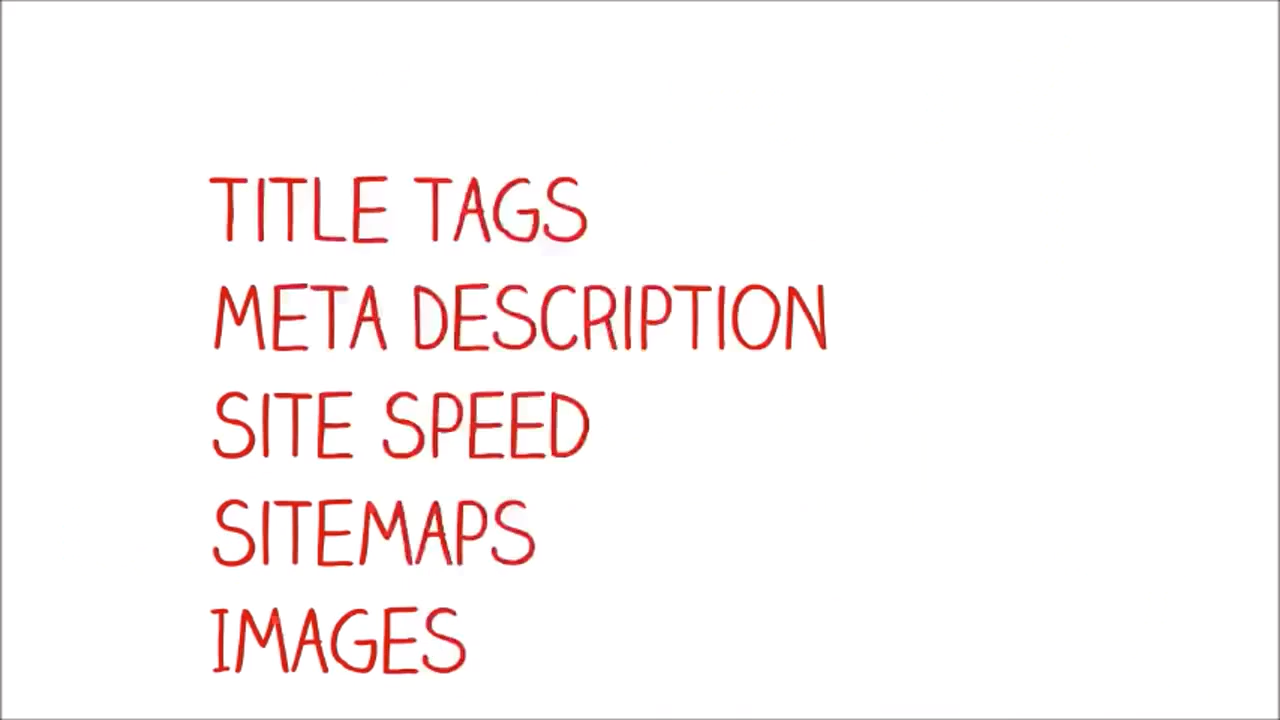 TITLE TAGS
META DESCRIPTION
SITE SPEED
SITEMAPS
IMAGES